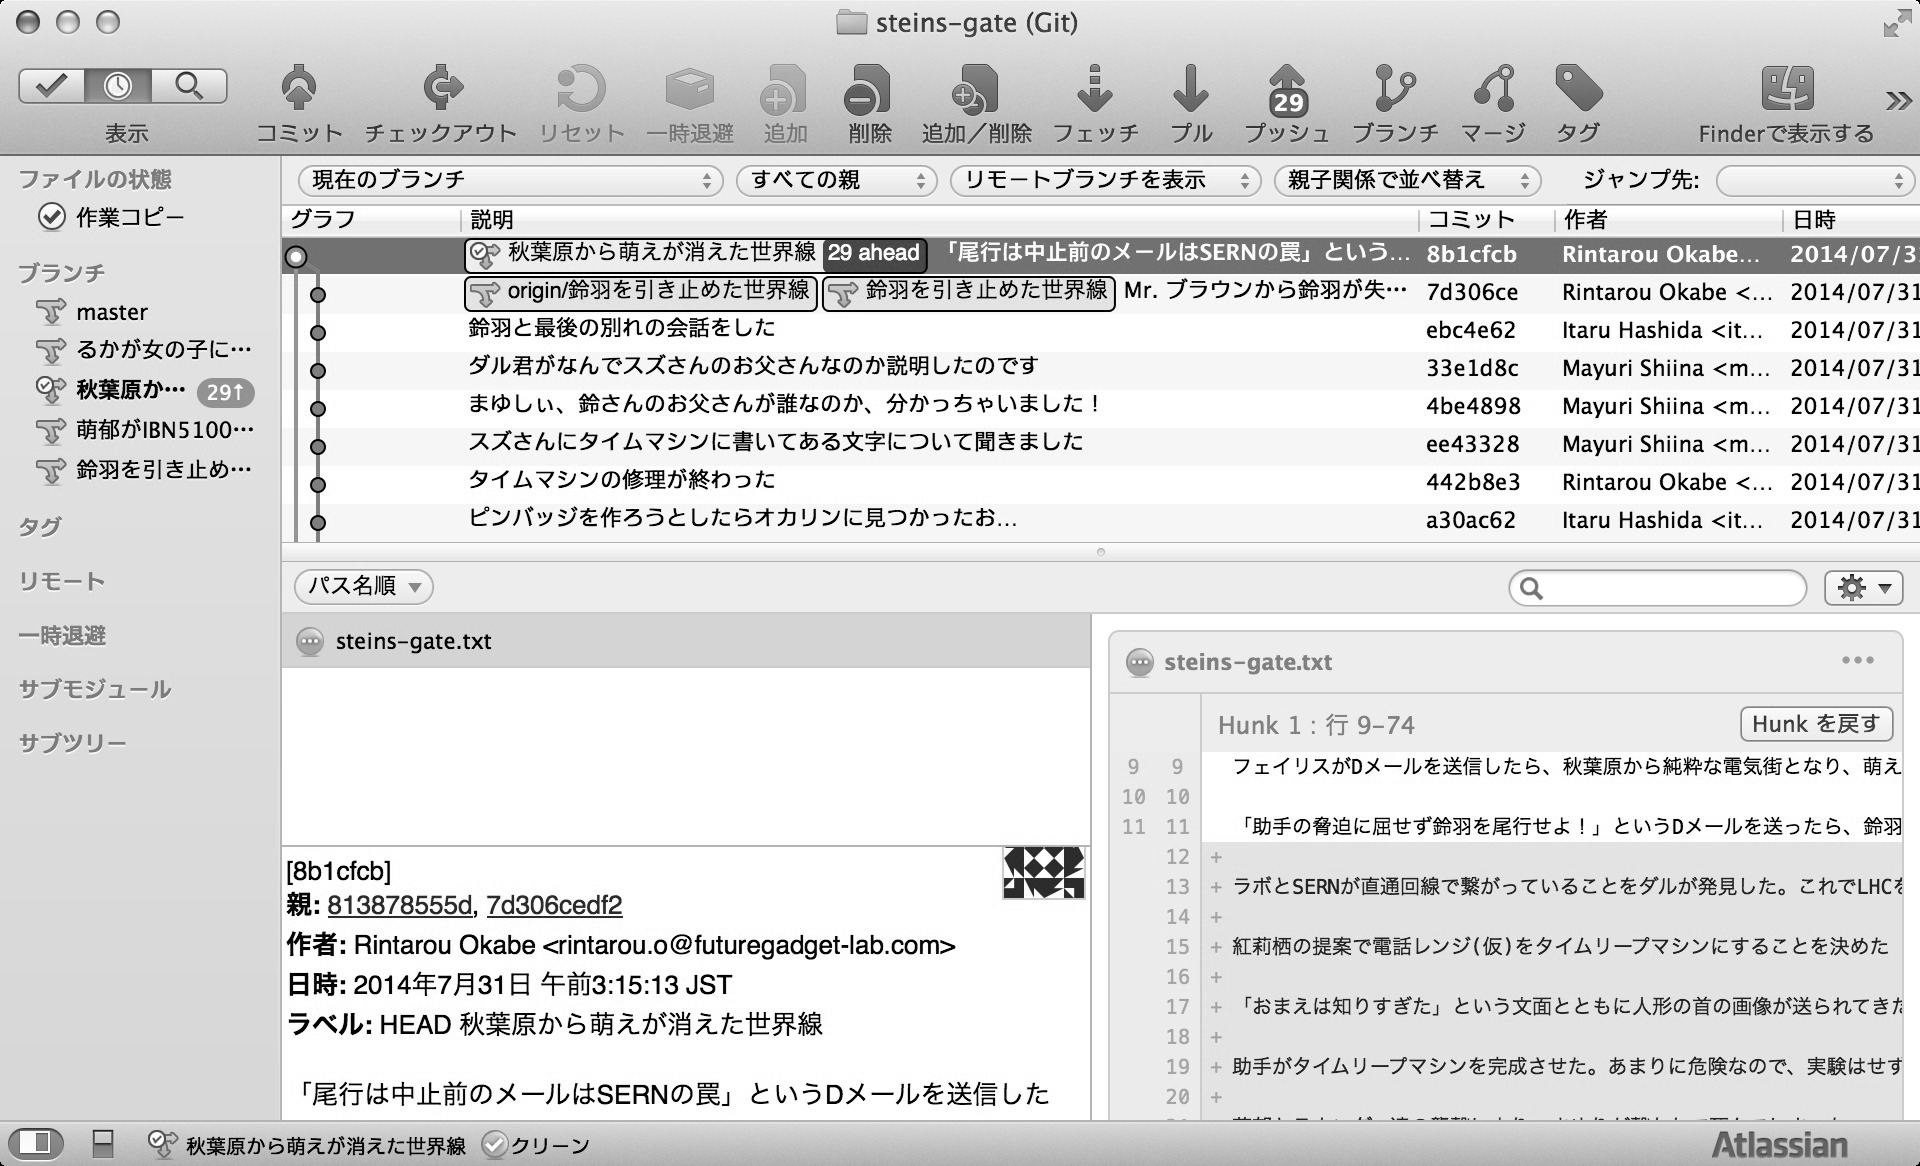 steins-gate (Git)
29
表示 コミット チェックアウト リセット 一時退避 追加 削除 追加／削除 フェッチ プル プッシュ ブランチ マージ タグ Finderで表示する
ファイルの状態
作業コピー
ブランチ
master
るかが女の子に…
秋葉原か… 29↑
萌郁がIBN5100…
鈴羽を引き止め…
タグ
リモート
一時退避
サブモジュール
サブツリー
現在のブランチ すべての親 リモートブランチを表示 親子関係で並べ替え ジャンプ先:
グラフ 説明 コミット 作者 日時
秋葉原から萌えが消えた世界線 29 ahead 「尾行は中止前のメールはSERNの罠」という… 8b1cfcb Rintarou Okabe… 2014/07/3
origin/鈴羽を引き止めた世界線 鈴羽を引き止めた世界線 Mr. ブラウンから鈴羽が失… 7d306ce Rintarou Okabe <… 2014/07/31
鈴羽と最後の別れの会話をした ebc4e62 Itaru Hashida <it… 2014/07/31
ダル君がなんでスズさんのお父さんなのか説明したのです 33e1d8c Mayuri Shiina <m… 2014/07/31
まゆしぃ、鈴さんのお父さんが誰なのか、分かっちゃいました！ 4be4898 Mayuri Shiina <m… 2014/07/31
スズさんにタイムマシンに書いてある文字について聞きました ee43328 Mayuri Shiina <m… 2014/07/31
タイムマシンの修理が終わった 442b8e3 Rintarou Okabe <… 2014/07/31
ピンバッジを作ろうとしたらオカリンに見つかったお… a30ac62 Itaru Hashida <it… 2014/07/31
パス名順
steins-gate.txt
[8b1cfcb]
親: 813878555d, 7d306cedf2
作者: Rintarou Okabe <rintarou.o@futuregadget-lab.com>
日時: 2014年7月31日 午前3:15:13 JST
ラベル: HEAD 秋葉原から萌えが消えた世界線
「尾行は中止前のメールはSERNの罠」というDメールを送信した
steins-gate.txt
Hunk 1 : 行 9-74 Hunk を戻す
9 9 フェイリスがDメールを送信したら、秋葉原から純粋な電気街となり、萌え
10 10
11 11 「助手の脅迫に屈せず鈴羽を尾行せよ！」というDメールを送ったら、鈴羽
12 +
13 + ラボとSERNが直通回線で繋がっていることをダルが発見した。これでLHCを
14 +
15 + 紅莉栖の提案で電話レンジ(仮)をタイムリープマシンにすることを決めた
16 +
17 + 「おまえは知りすぎた」という文面とともに人形の首の画像が送られてきた
18 +
19 + 助手がタイムリープマシンを完成させた。あまりに危険なので、実験はせず
20 +
秋葉原から萌えが消えた世界線 クリーン
Atlassian